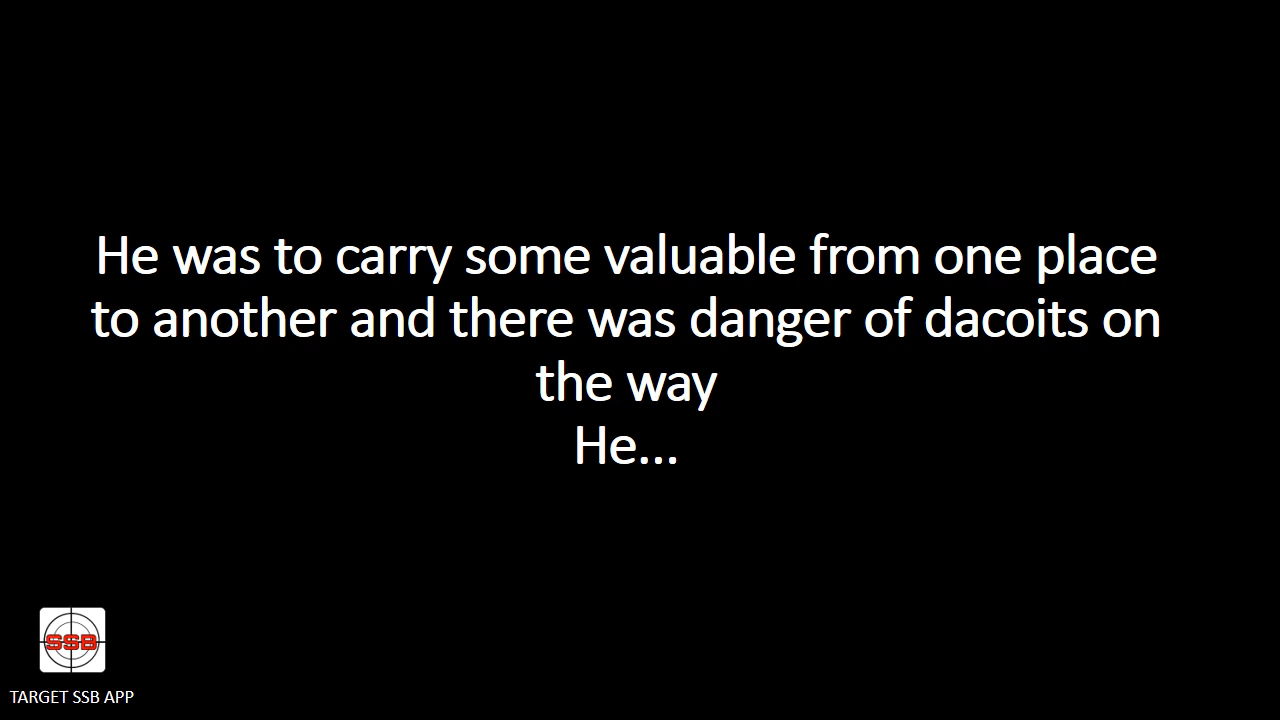 He was to carry some valuable from one place
to another and there was danger of dacoits on
the way
He...
SSB
TARGET SSB APP